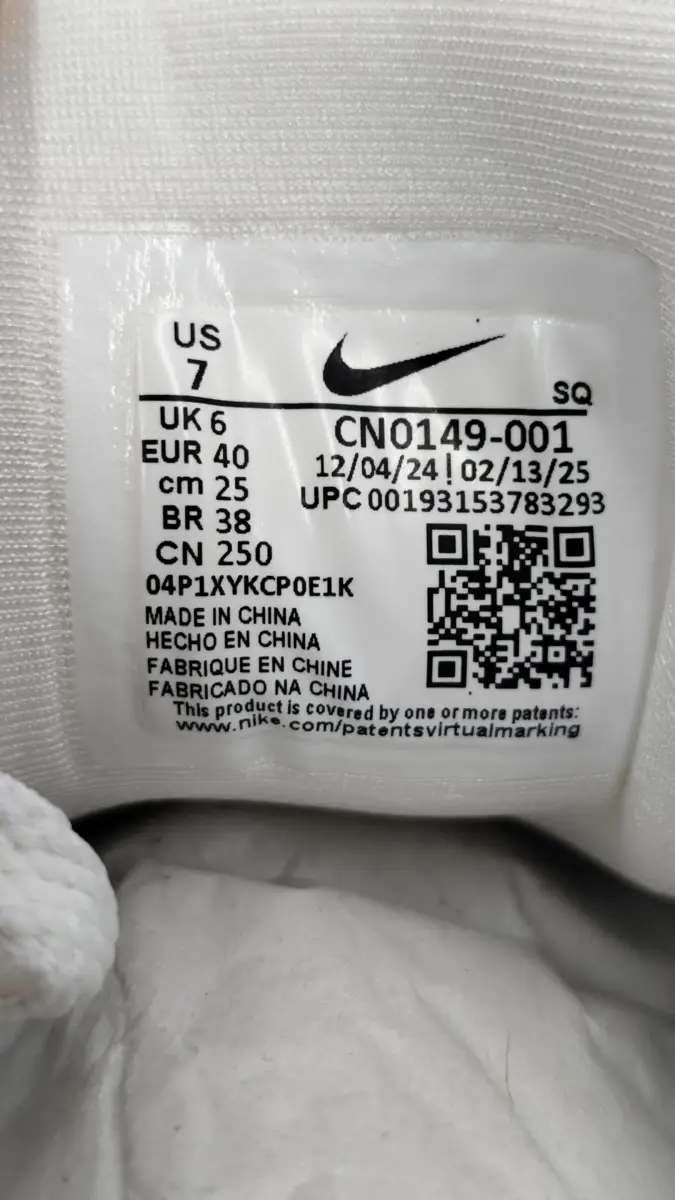 US
7
SQ
UK 6
EUR 40
cm 25
BR 38
CN 250
CN0149-001
12/04/24 | 02/13/25
UPC 00193153783293
04P1XYKCP0E1K
MADE IN CHINA
HECHO EN CHINA
FABRIQUE EN CHINE
FABRICADO NA CHINA
This product is covered by one or more patents:
www.nike.com/patentsvirtualmarking